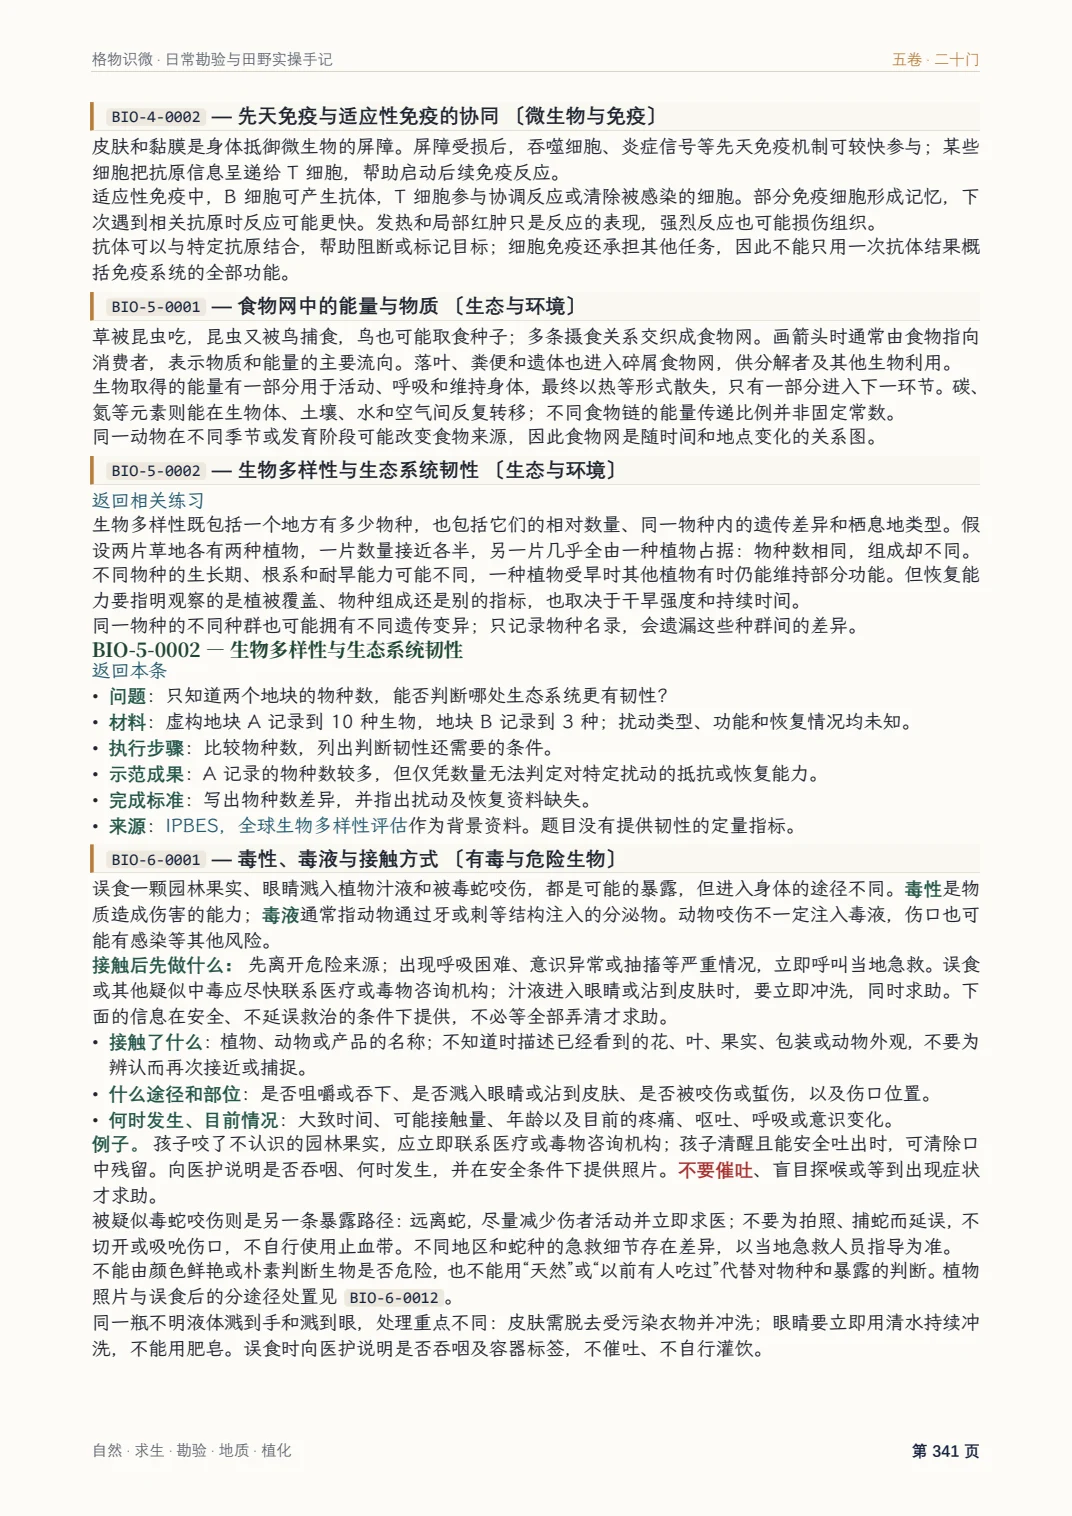 格物识微 · 日常勘验与田野实操手记
五卷 · 二十门
BIO-4-0002 — 先天免疫与适应性免疫的协同 〔微生物与免疫〕
皮肤和黏膜是身体抵御微生物的屏障。屏障受损后，吞噬细胞、炎症信号等先天免疫机制可较快参与；某些
细胞把抗原信息呈递给 T 细胞，帮助启动后续免疫反应。
适应性免疫中，B 细胞可产生抗体，T 细胞参与协调反应或清除被感染的细胞。部分免疫细胞形成记忆，下
次遇到相关抗原时反应可能更快。发热和局部红肿只是反应的表现，强烈反应也可能损伤组织。
抗体可以与特定抗原结合，帮助阻断或标记目标；细胞免疫还承担其他任务，因此不能只用一次抗体结果概
括免疫系统的全部功能。
BIO-5-0001 — 食物网中的能量与物质 〔生态与环境〕
草被昆虫吃，昆虫又被鸟捕食，鸟也可能取食种子；多条摄食关系交织成食物网。画箭头时通常由食物指向
消费者，表示物质和能量的主要流向。落叶、粪便和遗体也进入碎屑食物网，供分解者及其他生物利用。
生物取得的能量有一部分用于活动、呼吸和维持身体，最终以热等形式散失，只有一部分进入下一环节。碳、
氮等元素则能在生物体、土壤、水和空气间反复转移；不同食物链的能量传递比例并非固定常数。
同一动物在不同季节或发育阶段可能改变食物来源，因此食物网是随时间和地点变化的关系图。
BIO-5-0002 — 生物多样性与生态系统韧性 〔生态与环境〕
返回相关练习
生物多样性既包括一个地方有多少物种，也包括它们的相对数量、同一物种内的遗传差异和栖息地类型。假
设两片草地各有两种植物，一片数量接近各半，另一片几乎全由一种植物占据：物种数相同，组成却不同。
不同物种的生长期、根系和耐旱能力可能不同，一种植物受旱时其他植物有时仍能维持部分功能。但恢复能
力要指明观察的是植被覆盖、物种组成还是别的指标，也取决于干旱强度和持续时间。
同一物种的不同种群也可能拥有不同遗传变异；只记录物种名录，会遗漏这些种群间的差异。
BIO-5-0002 — 生物多样性与生态系统韧性
返回本条
• 问题：只知道两个地块的物种数，能否判断哪处生态系统更有韧性？
• 材料：虚构地块 A 记录到 10 种生物，地块 B 记录到 3 种；扰动类型、功能和恢复情况均未知。
• 执行步骤：比较物种数，列出判断韧性还需要的条件。
• 示范成果：A 记录的物种数较多，但仅凭数量无法判定对特定扰动的抵抗或恢复能力。
• 完成标准：写出物种数差异，并指出扰动及恢复资料缺失。
• 来源：IPBES，全球生物多样性评估作为背景资料。题目没有提供韧性的定量指标。
BIO-6-0001 — 毒性、毒液与接触方式 〔有毒与危险生物〕
误食一颗园林果实、眼睛溅入植物汁液和被毒蛇咬伤，都是可能的暴露，但进入身体的途径不同。毒性是物
质造成伤害的能力；毒液通常指动物通过牙或刺等结构注入的分泌物。动物咬伤不一定注入毒液，伤口也可
能有感染等其他风险。
接触后先做什么： 先离开危险来源；出现呼吸困难、意识异常或抽搐等严重情况，立即呼叫当地急救。误食
或其他疑似中毒应尽快联系医疗或毒物咨询机构；汁液进入眼睛或沾到皮肤时，要立即冲洗，同时求助。下
面的信息在安全、不延误救治的条件下提供，不必等全部弄清才求助。
• 接触了什么：植物、动物或产品的名称；不知道时描述已经看到的花、叶、果实、包装或动物外观，不要为
辨认而再次接近或捕捉。
• 什么途径和部位：是否咀嚼或吞下、是否溅入眼睛或沾到皮肤、是否被咬伤或蜇伤，以及伤口位置。
• 何时发生、目前情况：大致时间、可能接触量、年龄以及目前的疼痛、呕吐、呼吸或意识变化。
例子。 孩子咬了不认识的园林果实，应立即联系医疗或毒物咨询机构；孩子清醒且能安全吐出时，可清除口
中残留。向医护说明是否吞咽、何时发生，并在安全条件下提供照片。不要催吐、盲目探喉或等到出现症状
才求助。
被疑似毒蛇咬伤则是另一条暴露路径：远离蛇，尽量减少伤者活动并立即求医；不要为拍照、捕蛇而延误，不
切开或吸吮伤口，不自行使用止血带。不同地区和蛇种的急救细节存在差异，以当地急救人员指导为准。
不能由颜色鲜艳或朴素判断生物是否危险，也不能用“天然”或“以前有人吃过”代替对物种和暴露的判断。植物
照片与误食后的分途径处置见 BIO-6-0012。
同一瓶不明液体溅到手和溅到眼，处理重点不同：皮肤需脱去受污染衣物并冲洗；眼睛要立即用清水持续冲
洗，不能用肥皂。误食时向医护说明是否吞咽及容器标签，不催吐、不自行灌饮。
自然 · 求生 · 勘验 · 地质 · 植化
第 341 页